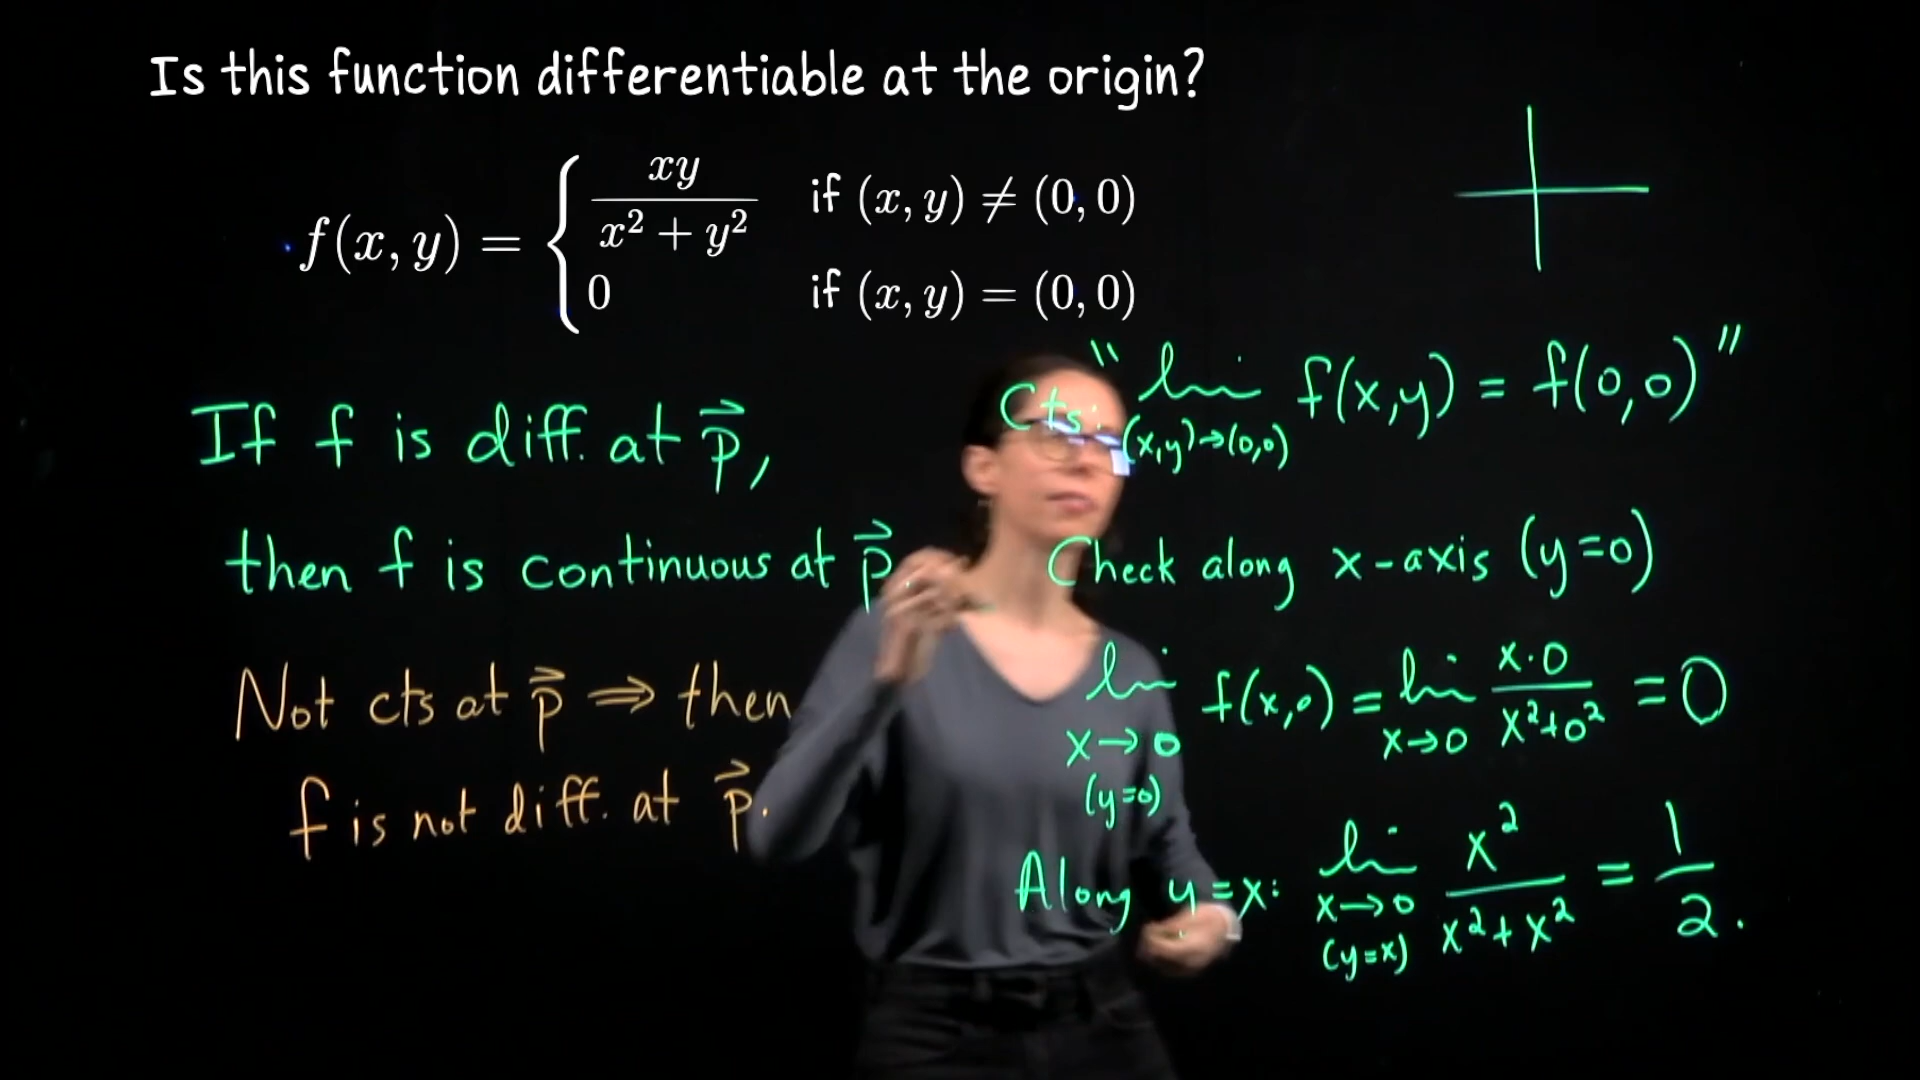 Is this function differentiable at the origin?
f(x, y) = { xy / (x² + y²) if (x, y) ≠ (0, 0)
0 if (x, y) = (0, 0)
If f is diff. at p⃗,
then f is continuous at p⃗
Not cts at p⃗ ⇒ then
f is not diff. at p⃗.
Cts: "lim (x,y)→(0,0) f(x,y) = f(0,0)"
Check along x-axis (y=0)
lim x→0 (y=0) f(x,0) = lim x→0 x·0 / (x²+0²) = 0
Along y=x: lim x→0 (y=x) x² / (x²+x²) = 1/2.